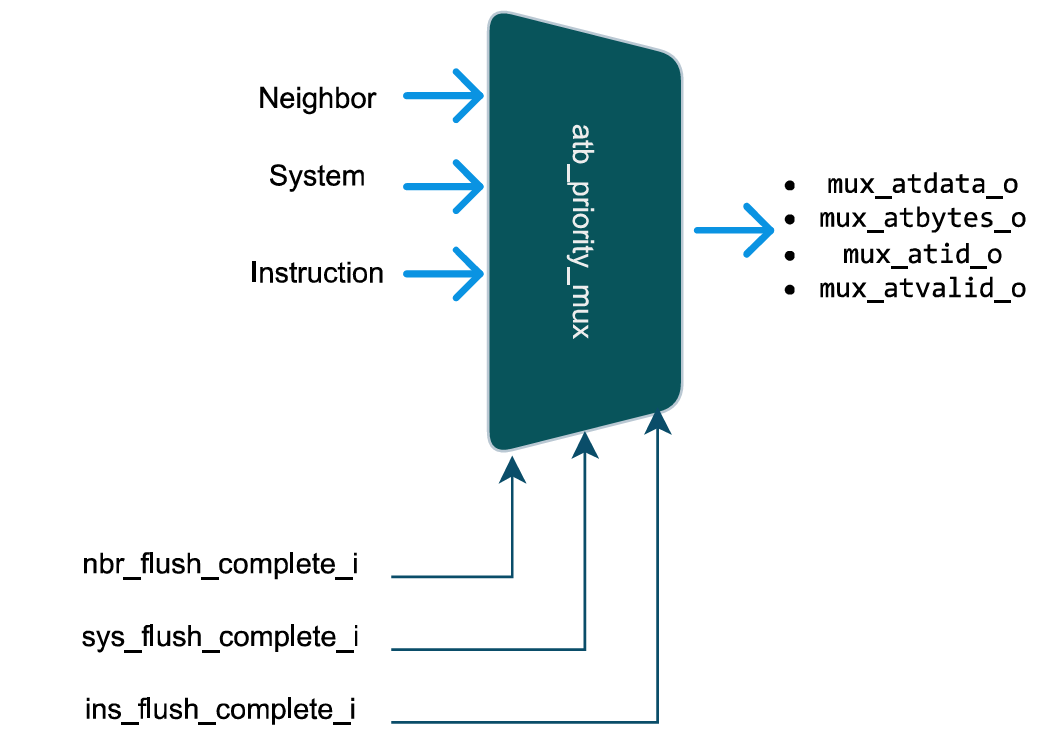 Neighbor
System
Instruction
atb_priority_mux
• mux_atdata_o
• mux_atbytes_o
• mux_atid_o
• mux_atvalid_o
nbr_flush_complete_i
sys_flush_complete_i
ins_flush_complete_i